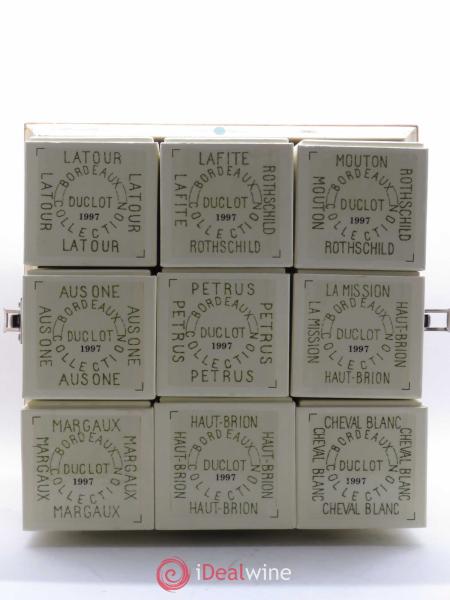 LATOUR
LATOUR
BORDEAUX
DUCLOT
1997
COLLECTION
LATOUR
LATOUR
LAFITE
LAFITE
BORDEAUX
DUCLOT
1997
COLLECTION
ROTHSCHILD
ROTHSCHILD
MOUTON
MOUTON
BORDEAUX
DUCLOT
1997
COLLECTION
ROTHSCHILD
ROTHSCHILD
AUSONE
AUSONE
BORDEAUX
DUCLOT
1997
COLLECTION
AUSONE
AUSONE
PETRUS
PETRUS
BORDEAUX
DUCLOT
1997
COLLECTION
PETRUS
PETRUS
LA MISSION
LA MISSION
BORDEAUX
DUCLOT
1997
COLLECTION
HAUT-BRION
HAUT-BRION
MARGAUX
MARGAUX
BORDEAUX
DUCLOT
1997
COLLECTION
MARGAUX
MARGAUX
HAUT-BRION
HAUT-BRION
BORDEAUX
DUCLOT
1997
COLLECTION
HAUT-BRION
HAUT-BRION
CHEVAL BLANC
CHEVAL BLANC
BORDEAUX
DUCLOT
1997
COLLECTION
CHEVAL BLANC
CHEVAL BLANC
iDealwine